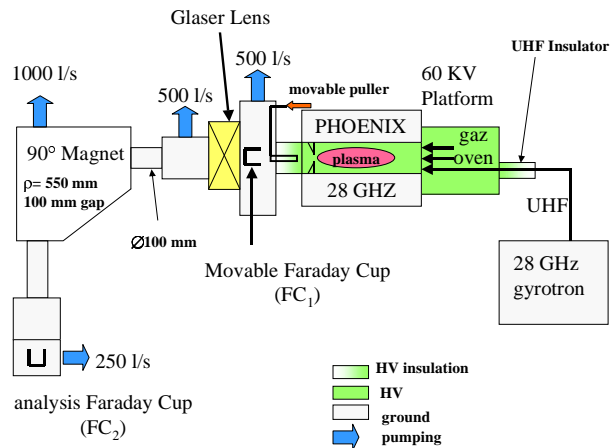 Glaser Lens
1000 l/s
500 l/s
500 l/s
movable puller
60 KV
Platform
UHF Insulator
90° Magnet
ρ= 550 mm
100 mm gap
PHOENIX
plasma
28 GHZ
gaz
oven
UHF
Ø100 mm
Movable Faraday Cup
(FC1)
28 GHz
gyrotron
250 l/s
analysis Faraday Cup
(FC2)
HV insulation
HV
ground
pumping